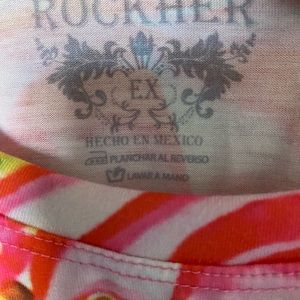 ROCKHER
EX
HECHO EN MEXICO
PLANCHAR AL REVERSO
LAVAR A MANO